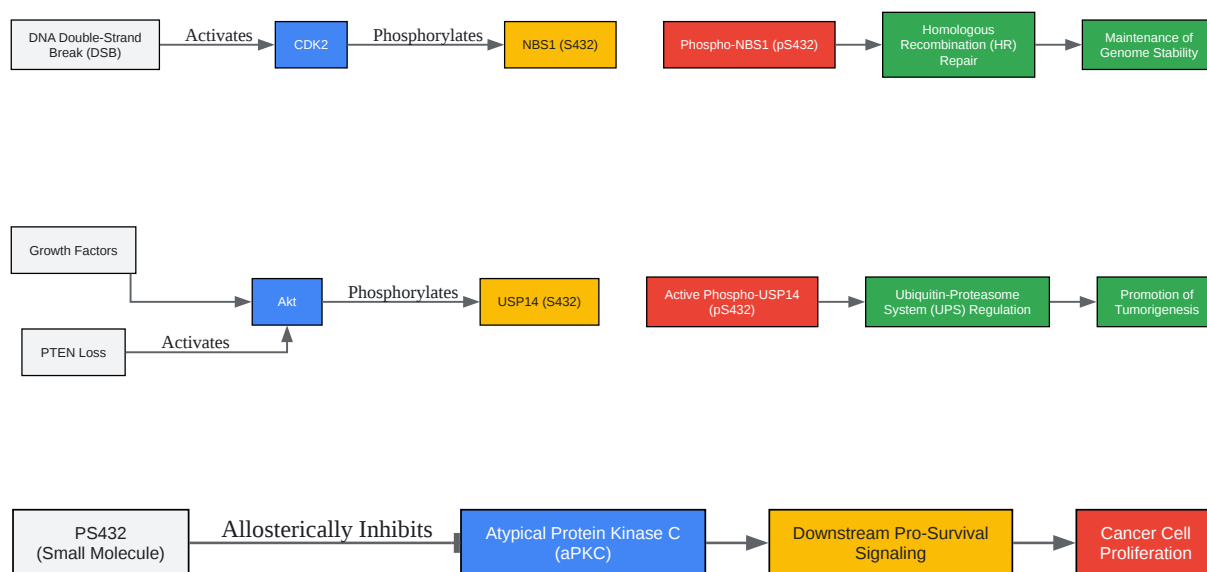 DNA Double-Strand
Break (DSB)
Activates
CDK2
Phosphorylates
NBS1 (S432)
Phospho-NBS1 (pS432)
Homologous
Recombination (HR)
Repair
Maintenance of
Genome Stability
Growth Factors
PTEN Loss
Activates
Akt
Phosphorylates
USP14 (S432)
Active Phospho-USP14
(pS432)
Ubiquitin-Proteasome
System (UPS) Regulation
Promotion of
Tumorigenesis
PS432
(Small Molecule)
Allosterically Inhibits
Atypical Protein Kinase C
(aPKC)
Downstream Pro-Survival
Signaling
Cancer Cell
Proliferation